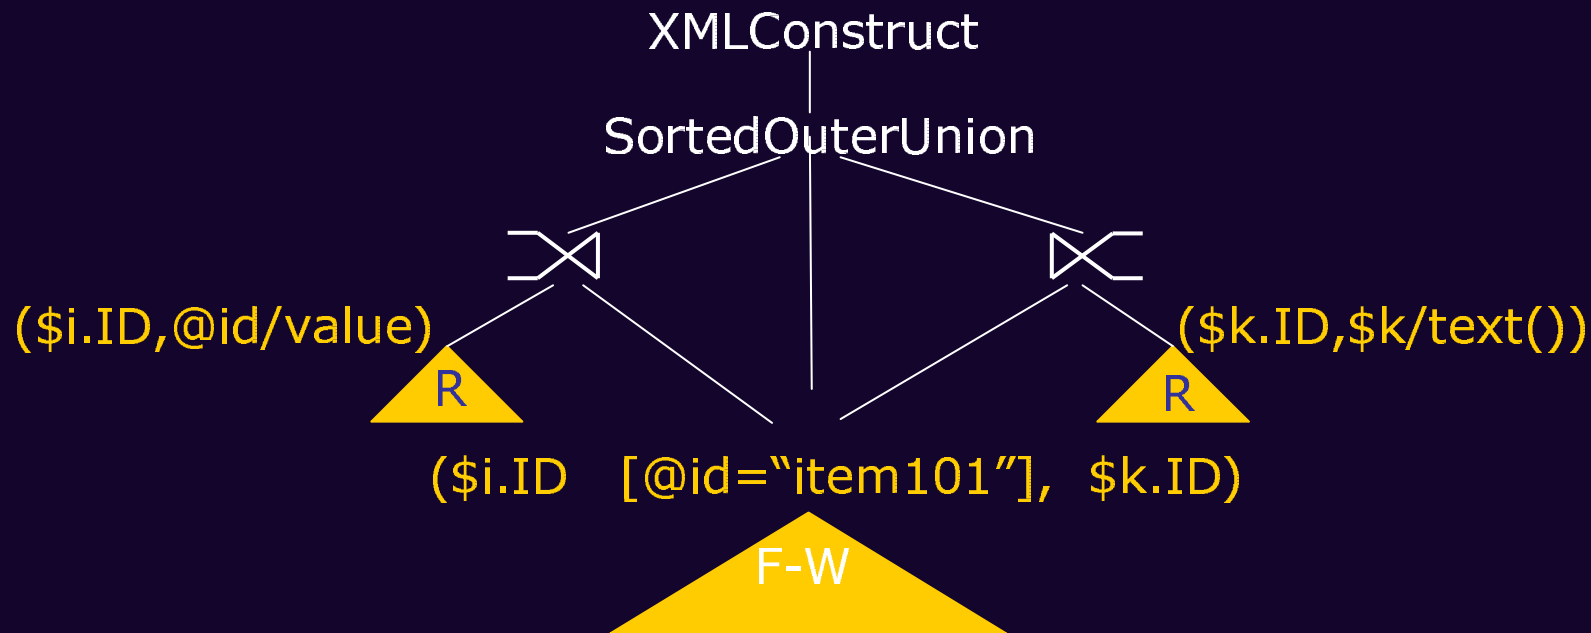 XMLConstruct
SortedOuterUnion
($i.ID,@id/value)
($k.ID,$k/text())
R
R
($i.ID [@id=“item101”], $k.ID)
F-W